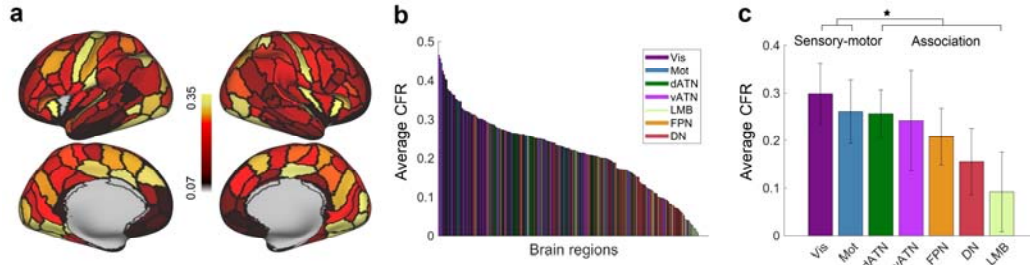 a
0.35
0.07
b
Average CFR
0.5
0.4
0.3
0.2
0.1
0
Vis
Mot
dATN
vATN
LMB
FPN
DN
Brain regions
c
★
Sensory-motor Association
Average CFR
0.4
0.3
0.2
0.1
0
Vis
Mot
dATN
vATN
FPN
DN
LMB